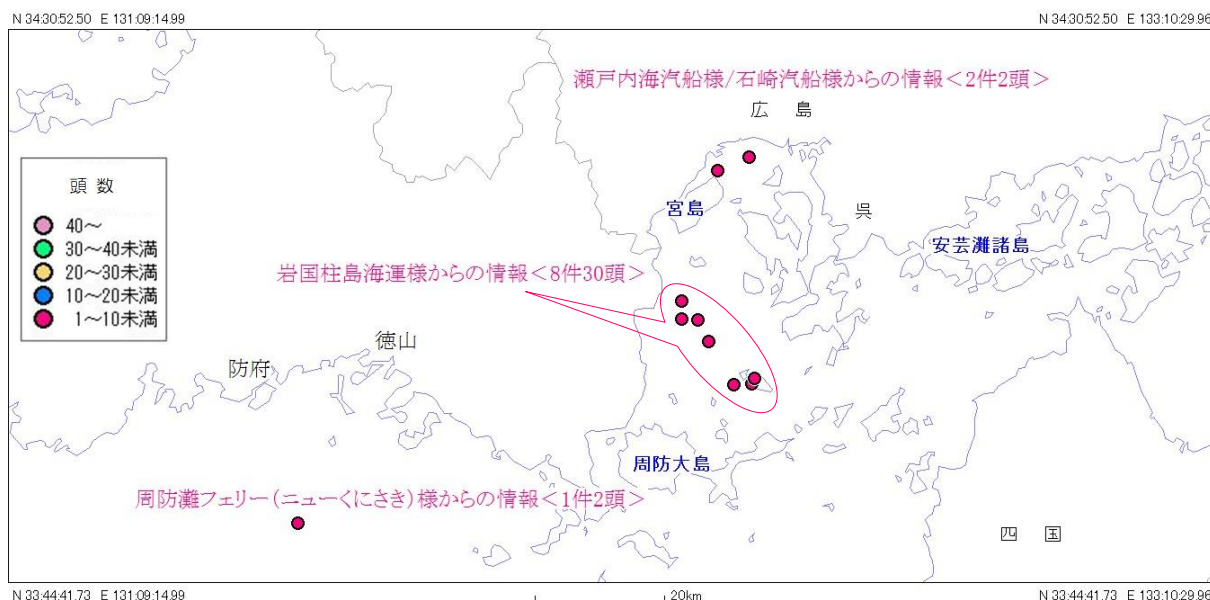 N 34:30:52.50 E 131:09:14.99
N 34:30:52.50 E 133:10:29.96
瀬戸内海汽船様/石崎汽船様からの情報<2件2頭>
広 島
頭 数
40~
30~40未満
20~30未満
10~20未満
1~10未満
宮島
呉
安芸灘諸島
岩国柱島海運様からの情報<8件30頭>
徳山
防府
周防大島
周防灘フェリー(ニューくにさき)様からの情報<1件2頭>
四 国
N 33:44:41.73 E 131:09:14.99
20km
N 33:44:41.73 E 133:10:29.96